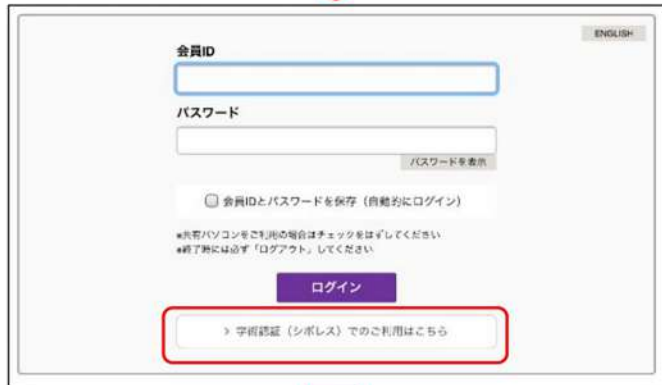 ENGLISH
会員ID
パスワード
パスワードを表示
会員IDとパスワードを保存（自動的にログイン）
※共有パソコンをご利用の場合はチェックをはずしてください
※終了時には必ず「ログアウト」してください
ログイン
> 学術認証（シボレス）でのご利用はこちら